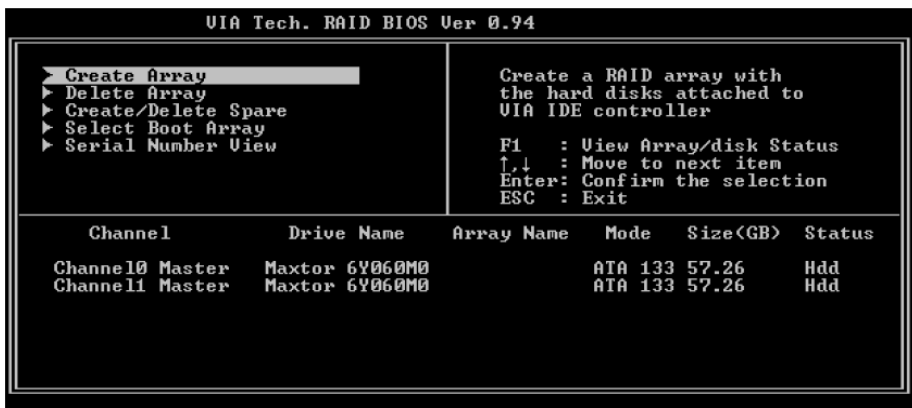 VIA Tech. RAID BIOS Ver 0.94
► Create Array
► Delete Array
► Create/Delete Spare
► Select Boot Array
► Serial Number View
Create a RAID array with
the hard disks attached to
VIA IDE controller
F1 : View Array/disk Status
↑,↓ : Move to next item
Enter: Confirm the selection
ESC : Exit
Channel Drive Name Array Name Mode Size(GB) Status
Channel0 Master Maxtor 6Y060M0 ATA 133 57.26 Hdd
Channel1 Master Maxtor 6Y060M0 ATA 133 57.26 Hdd